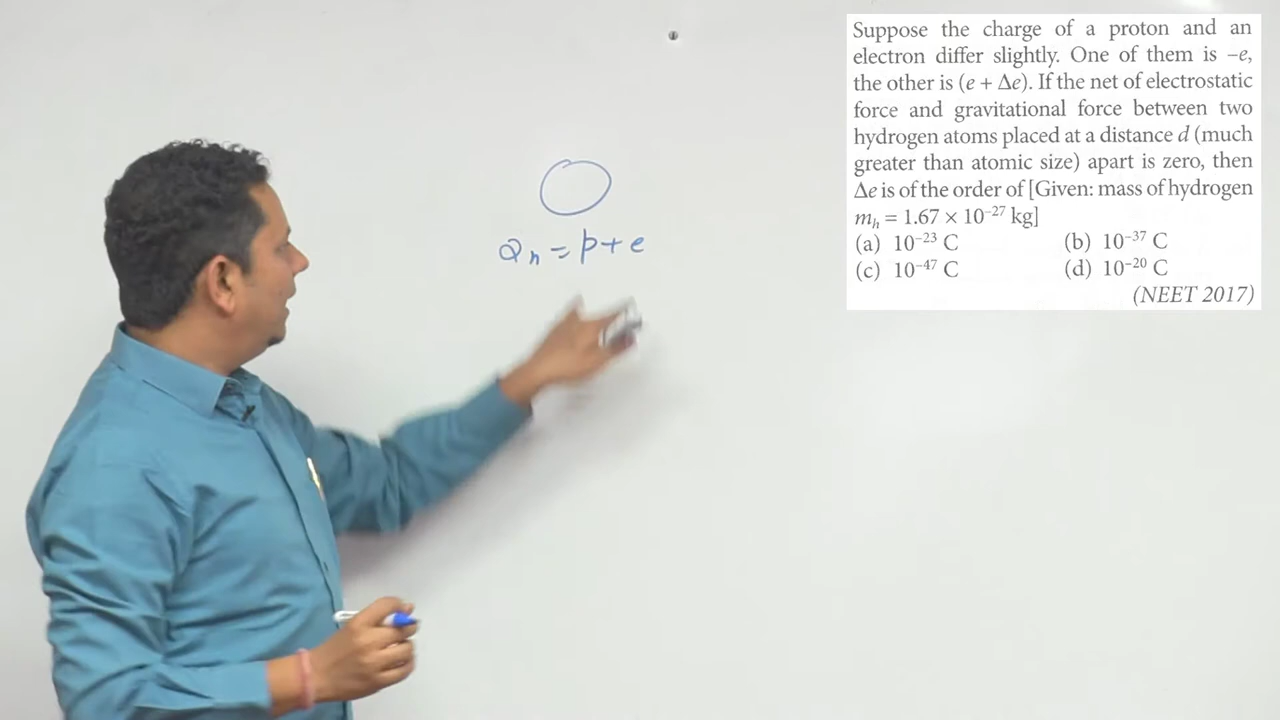 Suppose the charge of a proton and an
electron differ slightly. One of them is –e,
the other is (e + Δe). If the net of electrostatic
force and gravitational force between two
hydrogen atoms placed at a distance d (much
greater than atomic size) apart is zero, then
Δe is of the order of [Given: mass of hydrogen
mₕ = 1.67 × 10⁻²⁷ kg]
(a) 10⁻²³ C (b) 10⁻³⁷ C
(c) 10⁻⁴⁷ C (d) 10⁻²⁰ C
(NEET 2017)
Qₙ = p + e